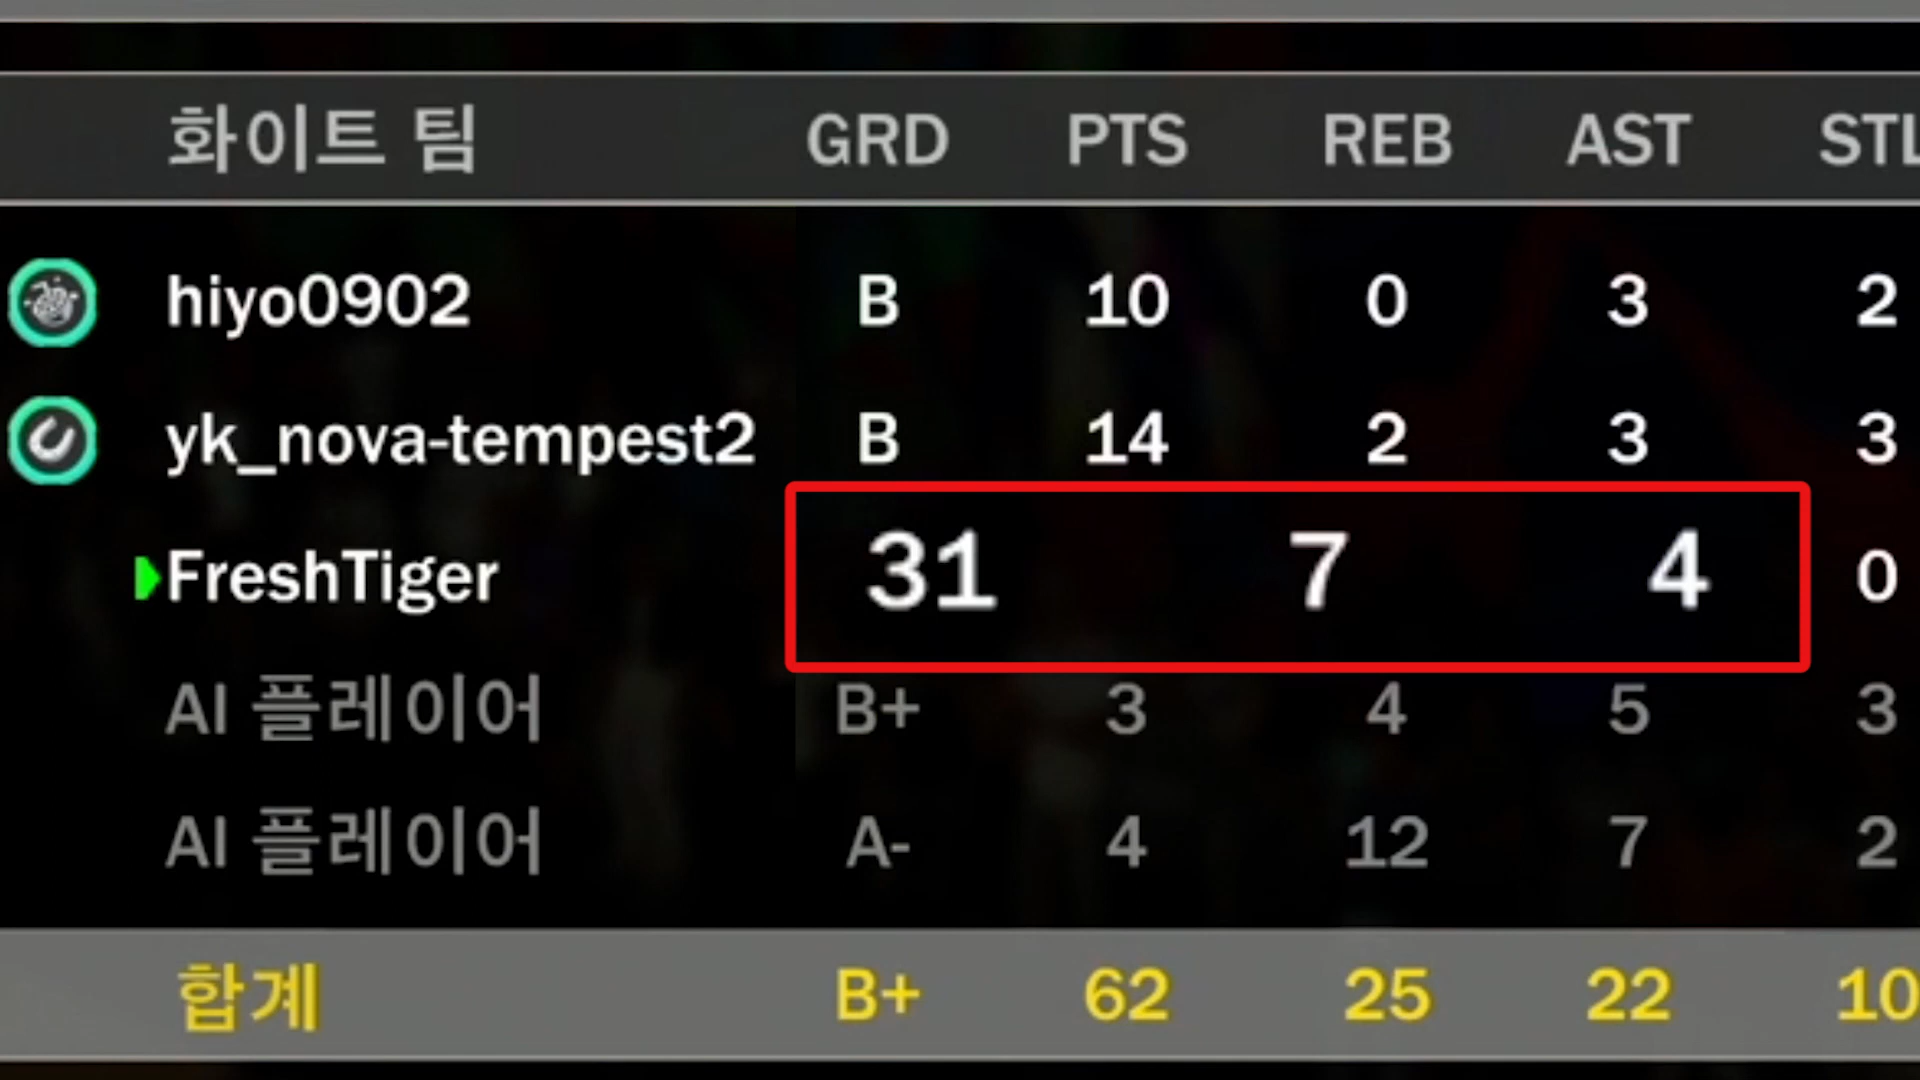 화이트 팀 GRD PTS REB AST STL
hiyo0902 B 10 0 3 2
yk_nova-tempest2 B 14 2 3 3
FreshTiger 31 7 4 0
AI 플레이어 B+ 3 4 5 3
AI 플레이어 A- 4 12 7 2
합계 B+ 62 25 22 10